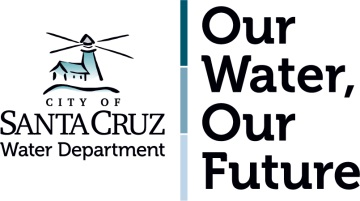 CITY OF
SANTA CRUZ
Water Department
Our
Water,
Our
Future